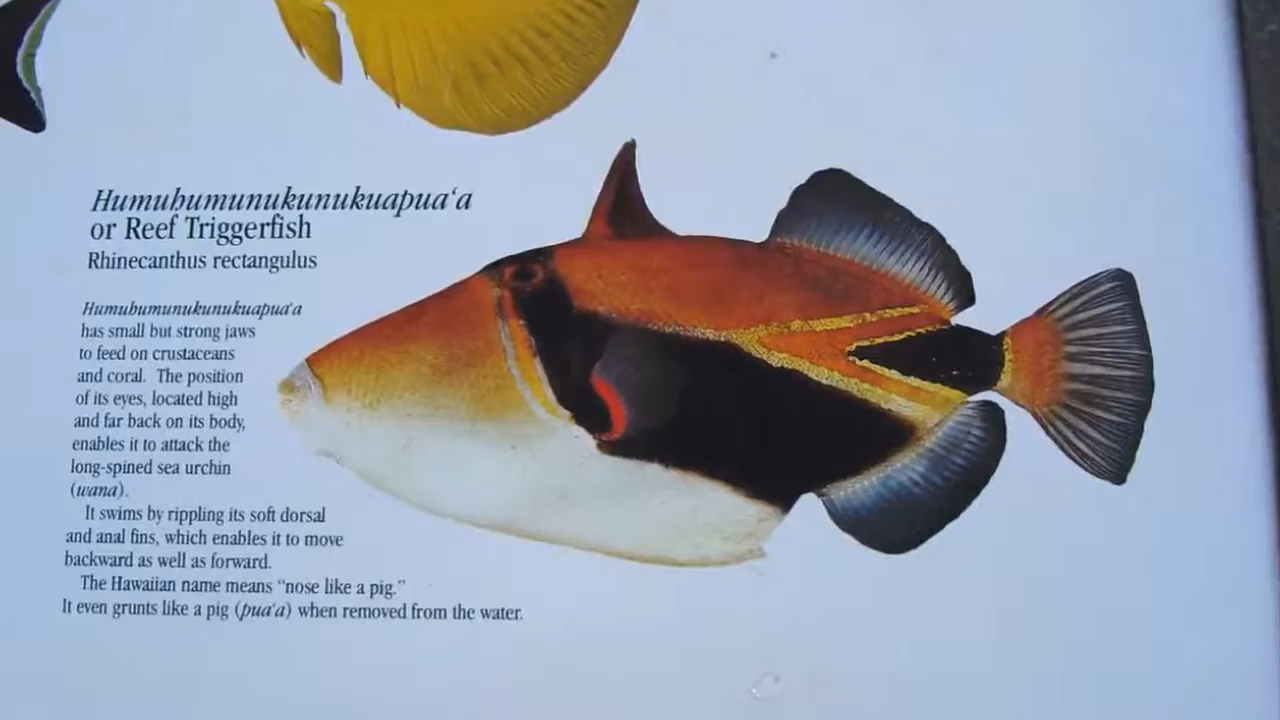 Humuhumunukunukuapuaʻa
or Reef Triggerfish
Rhinecanthus rectangulus
Humuhumunukunukuapuaʻa
has small but strong jaws
to feed on crustaceans
and coral. The position
of its eyes, located high
and far back on its body,
enables it to attack the
long-spined sea urchin
(wana).
It swims by rippling its soft dorsal
and anal fins, which enables it to move
backward as well as forward.
The Hawaiian name means “nose like a pig.”
It even grunts like a pig (puaʻa) when removed from the water.